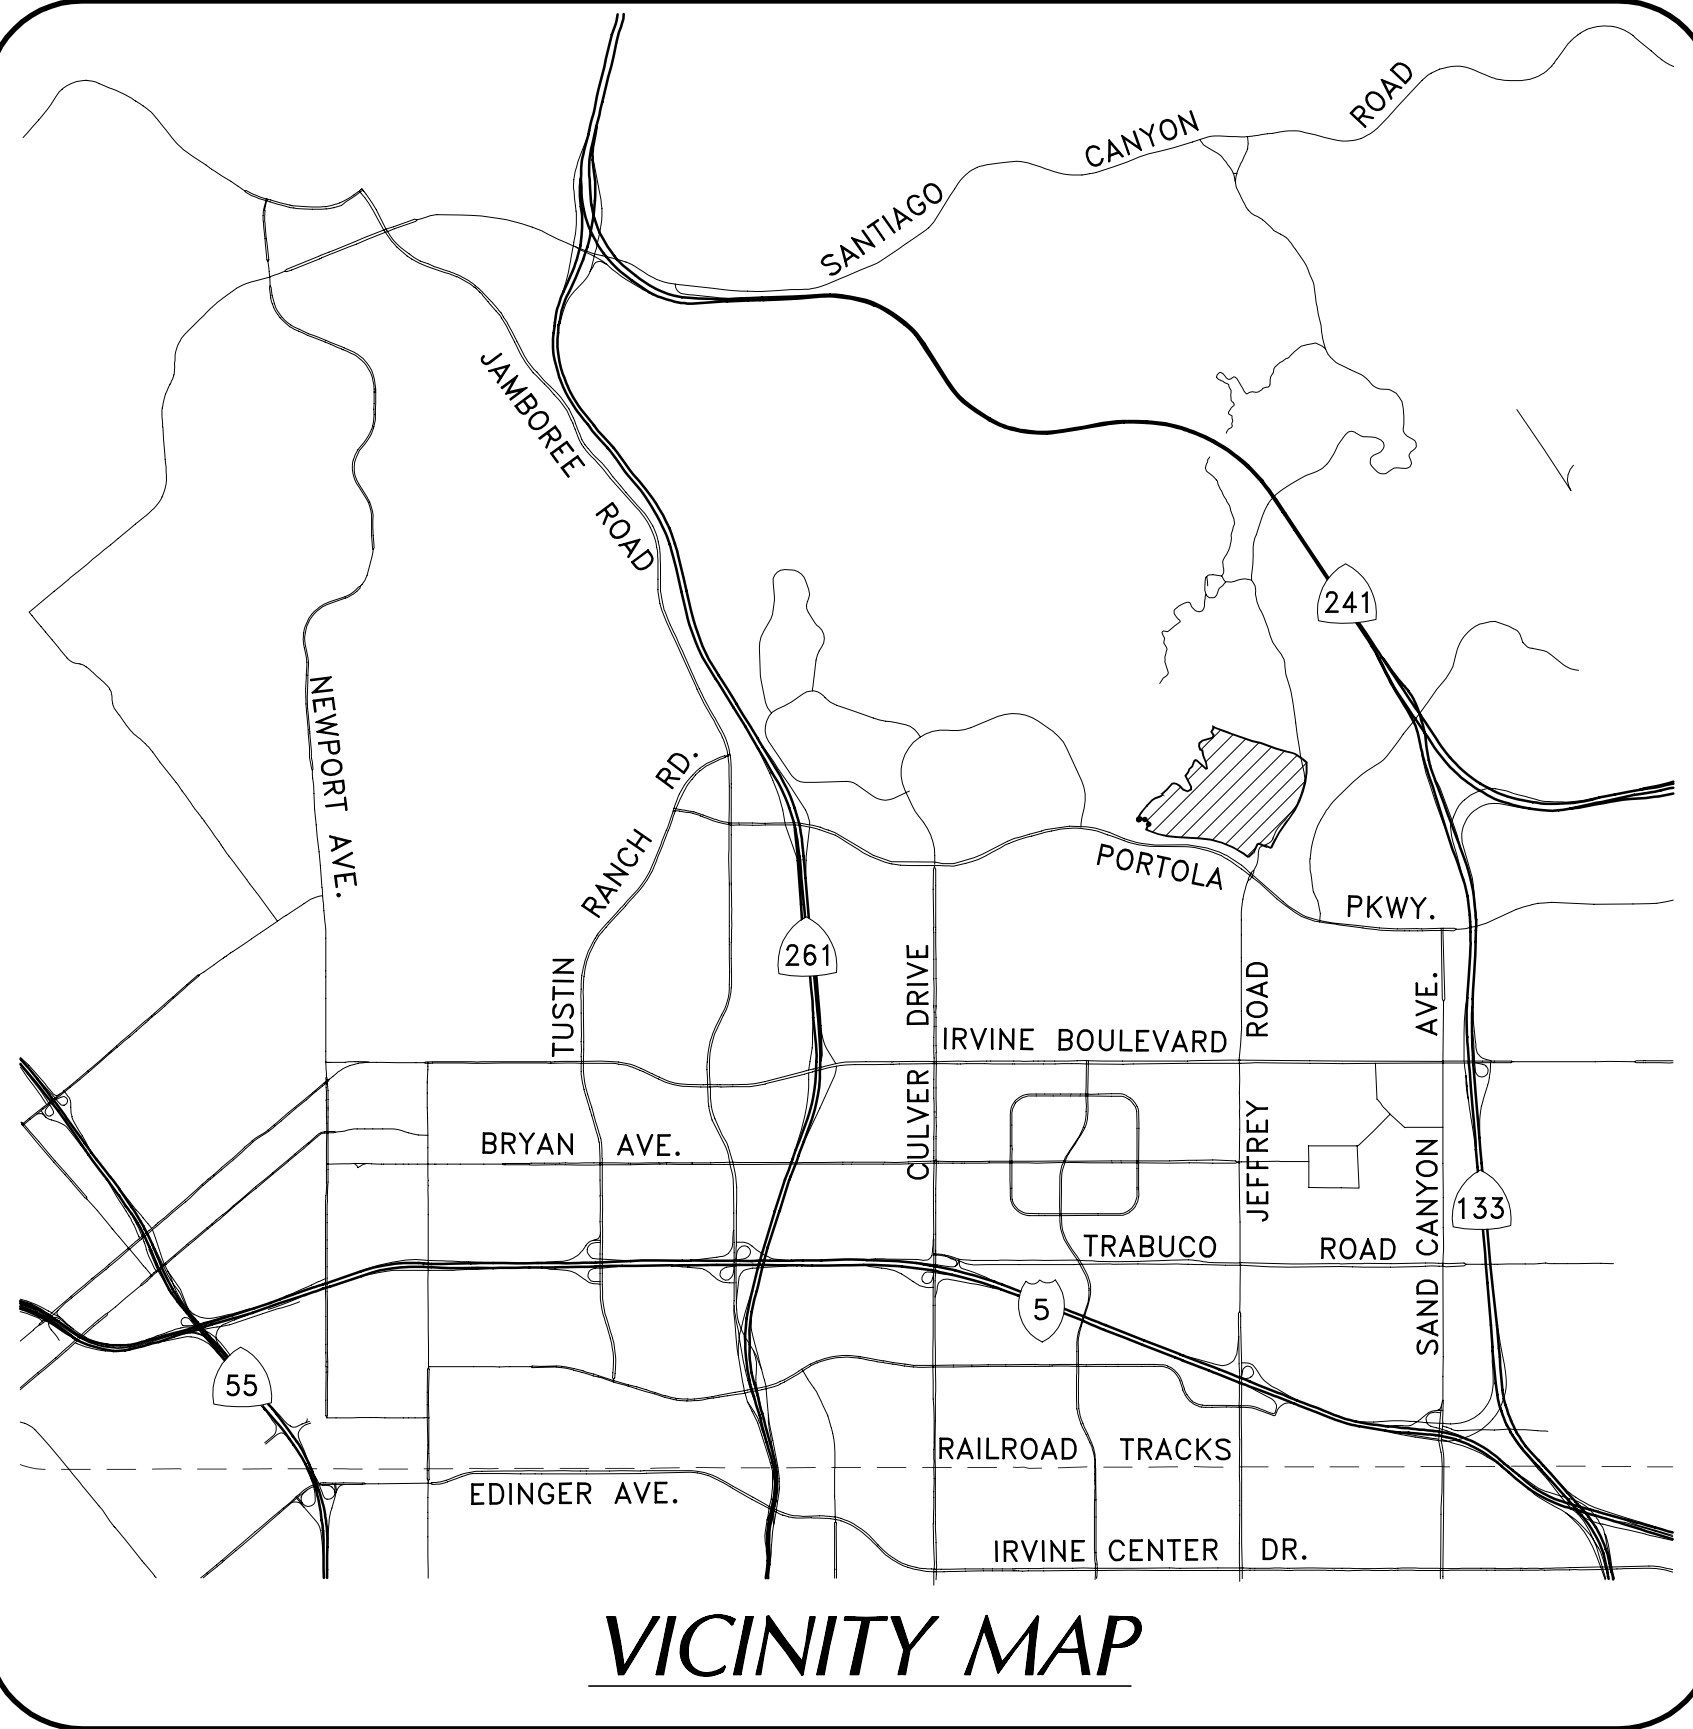 SANTIAGO CANYON ROAD
JAMBOREE ROAD
241
NEWPORT AVE.
TUSTIN RANCH RD.
PORTOLA PKWY.
261
CULVER DRIVE
IRVINE BOULEVARD
JEFFREY ROAD
SAND CANYON AVE.
BRYAN AVE.
133
TRABUCO ROAD
5
55
RAILROAD TRACKS
EDINGER AVE.
IRVINE CENTER DR.
VICINITY MAP